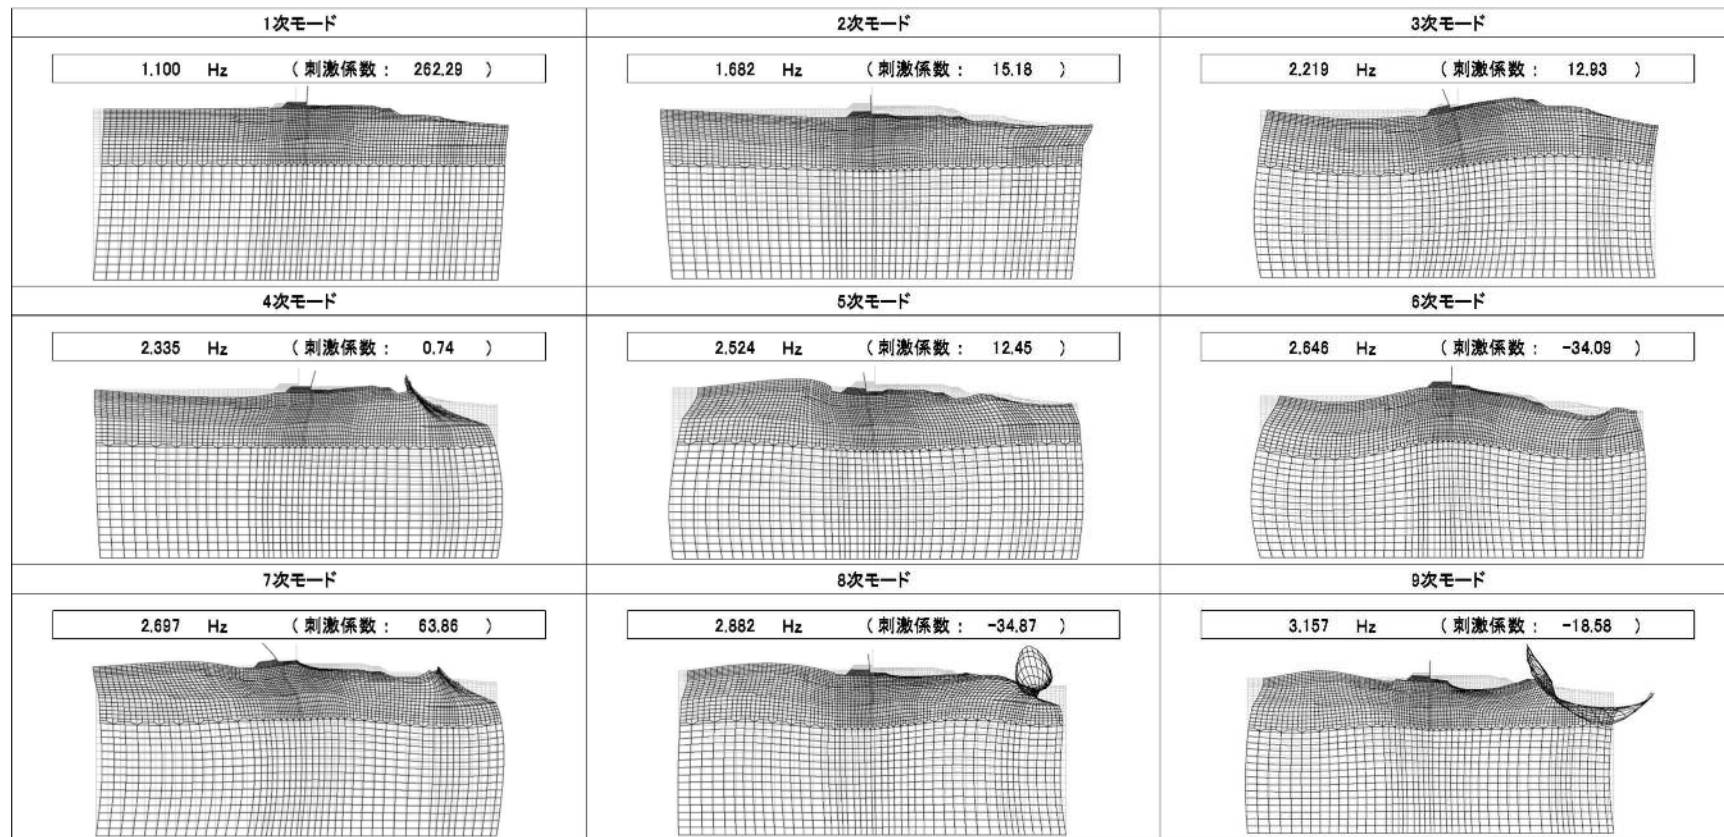 1次モード
2次モード
3次モード
1.100 Hz ( 刺激係数 : 262.29 )
1.682 Hz ( 刺激係数 : 15.18 )
2.219 Hz ( 刺激係数 : 12.93 )
4次モード
5次モード
6次モード
2.335 Hz ( 刺激係数 : 0.74 )
2.524 Hz ( 刺激係数 : 12.45 )
2.646 Hz ( 刺激係数 : -34.09 )
7次モード
8次モード
9次モード
2.697 Hz ( 刺激係数 : 63.86 )
2.882 Hz ( 刺激係数 : -34.87 )
3.157 Hz ( 刺激係数 : -18.58 )